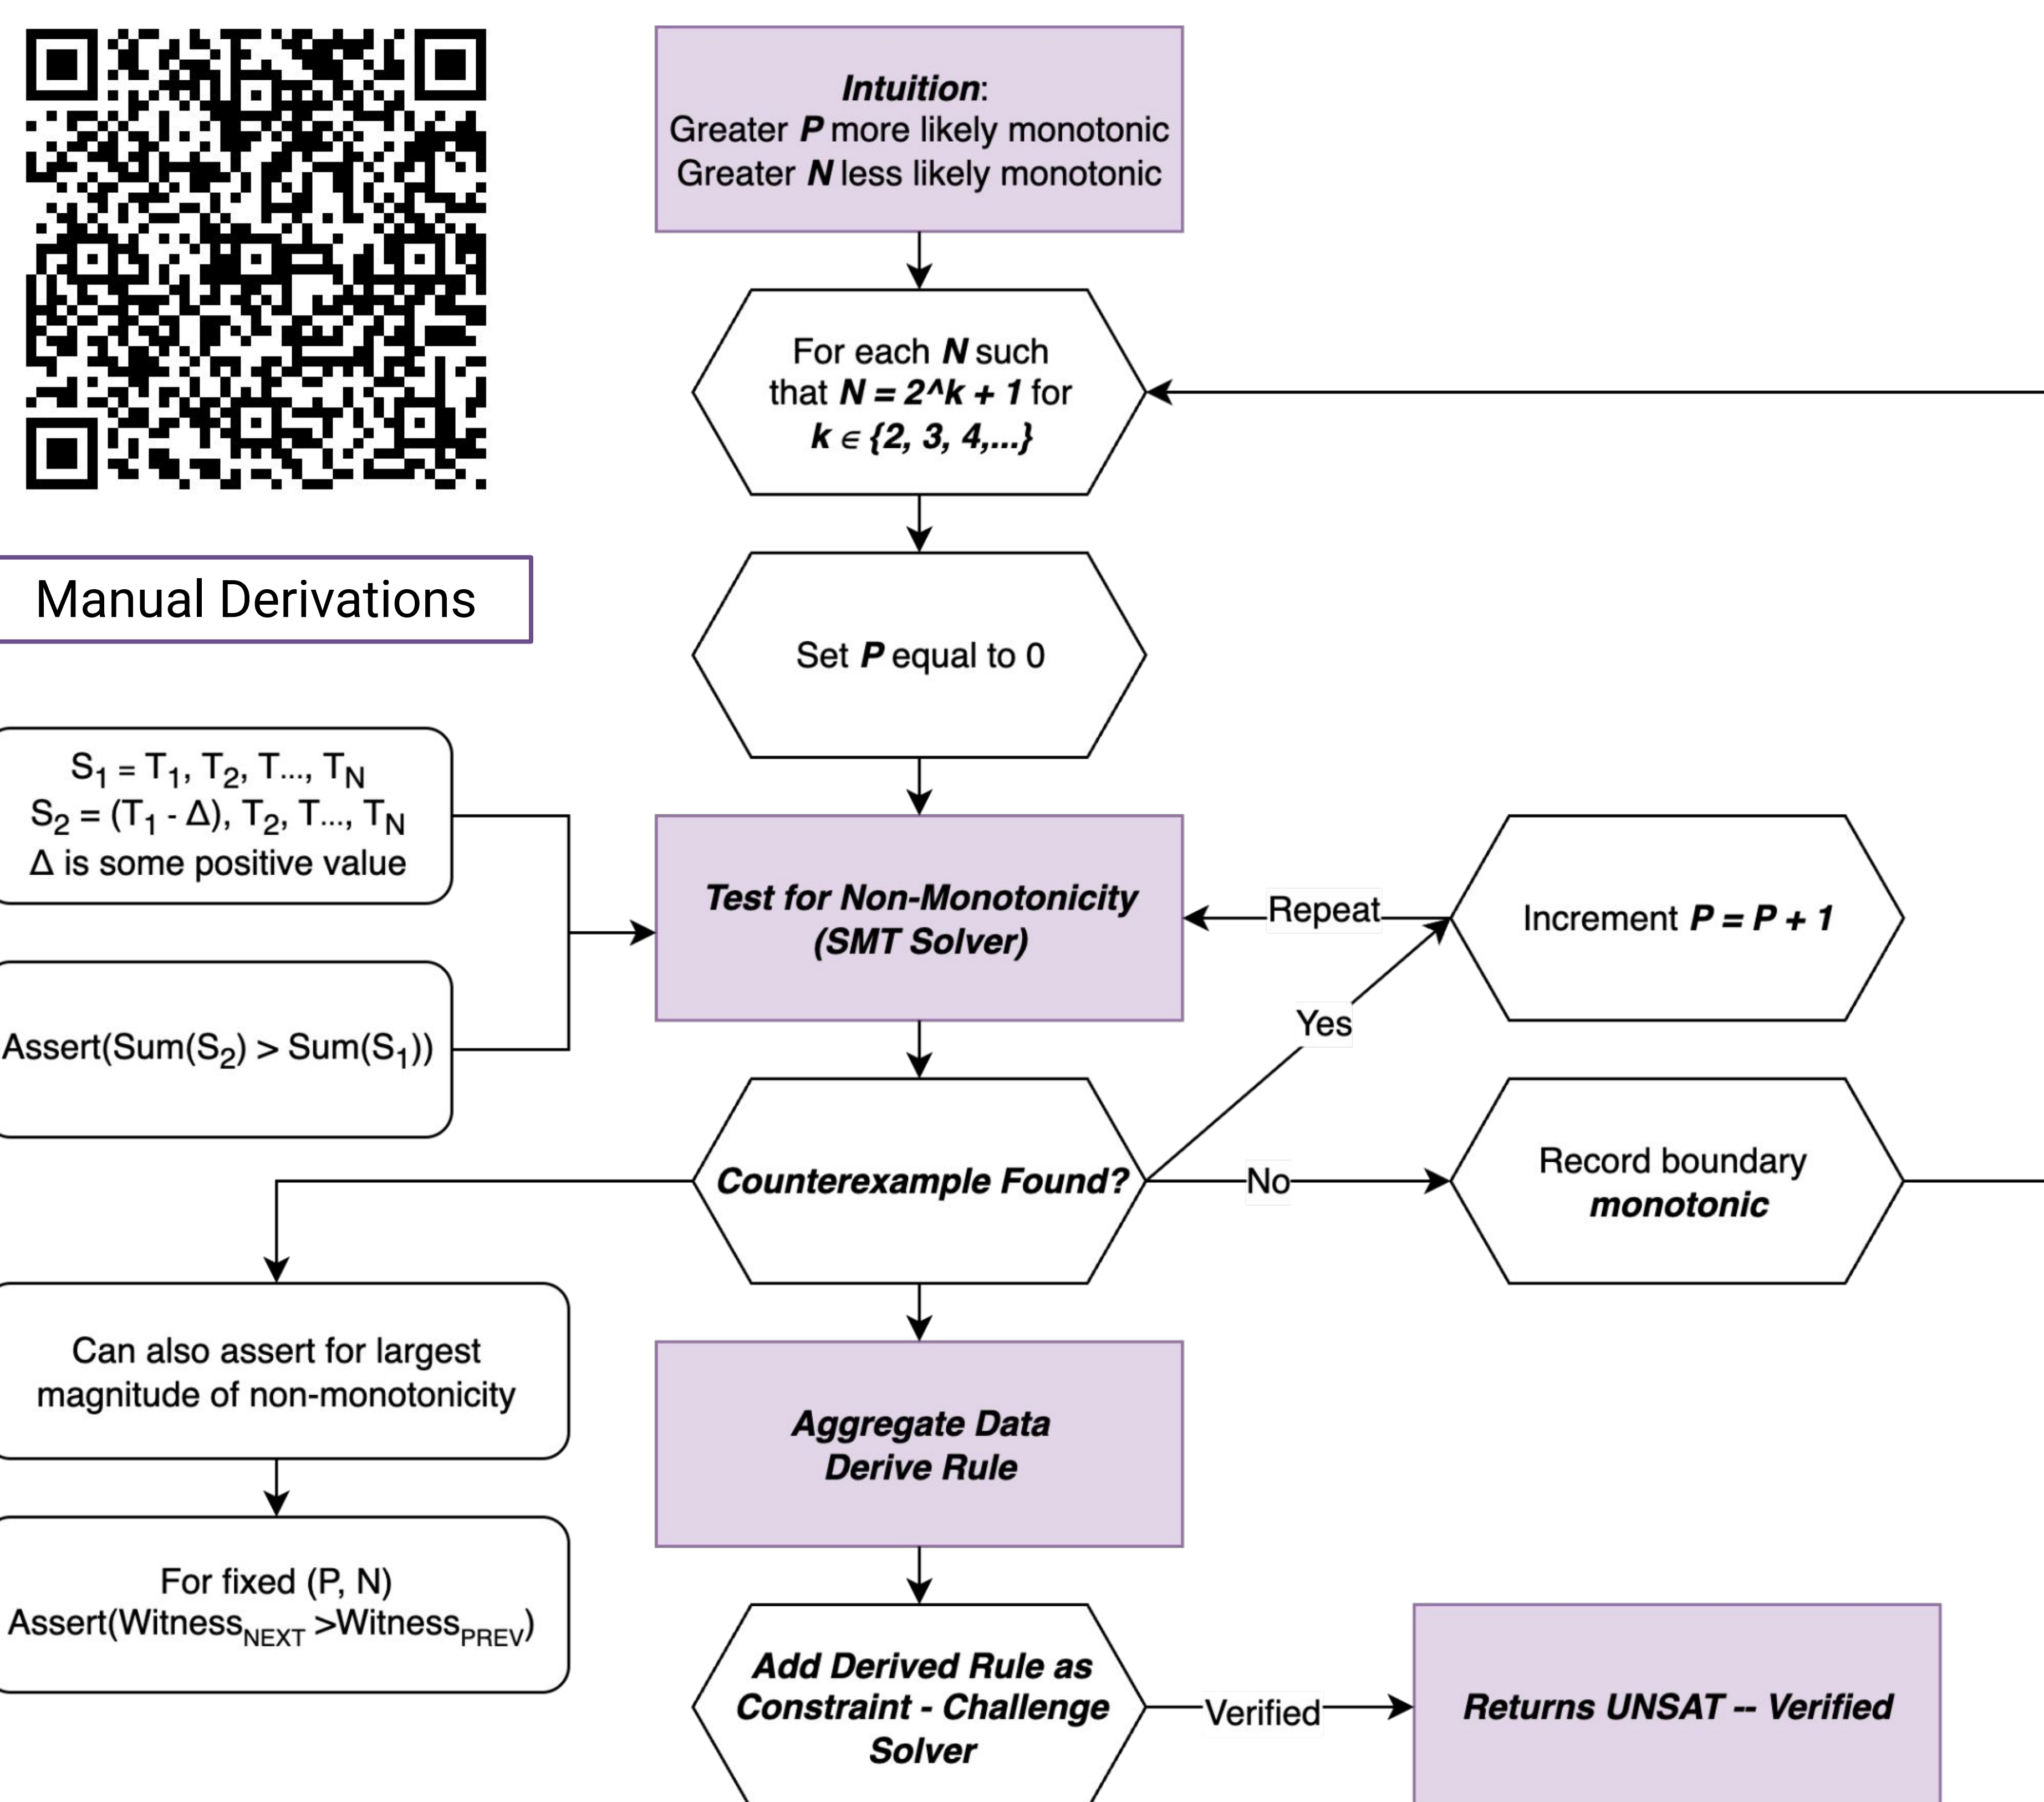 Intuition:
Greater P more likely monotonic
Greater N less likely monotonic
For each N such
that N = 2^k + 1 for
k ∈ {2, 3, 4,...}
Manual Derivations
Set P equal to 0
S1 = T1, T2, T..., TN
S2 = (T1 - Δ), T2, T..., TN
Δ is some positive value
Assert(Sum(S2) > Sum(S1))
Test for Non-Monotonicity
(SMT Solver)
Repeat
Increment P = P + 1
Yes
Counterexample Found?
No
Record boundary
monotonic
Can also assert for largest
magnitude of non-monotonicity
For fixed (P, N)
Assert(WitnessNEXT >WitnessPREV)
Aggregate Data
Derive Rule
Add Derived Rule as
Constraint - Challenge
Solver
Verified
Returns UNSAT -- Verified